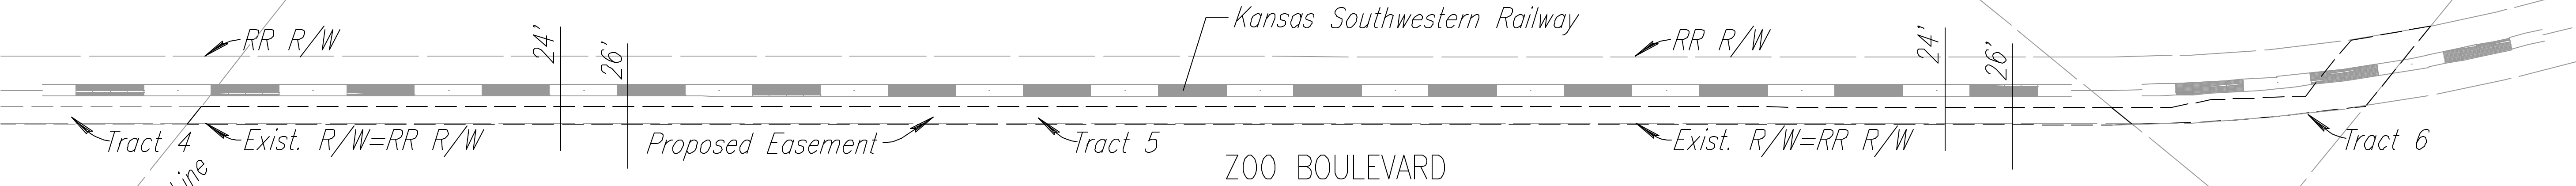 Kansas Southwestern Railway
RR R/W
24'
26'
RR R/W
24'
26'
Tract 4
Exist. R/W=RR R/W
Proposed Easement
Tract 5
Exist. R/W=RR R/W
Tract 6
ZOO BOULEVARD